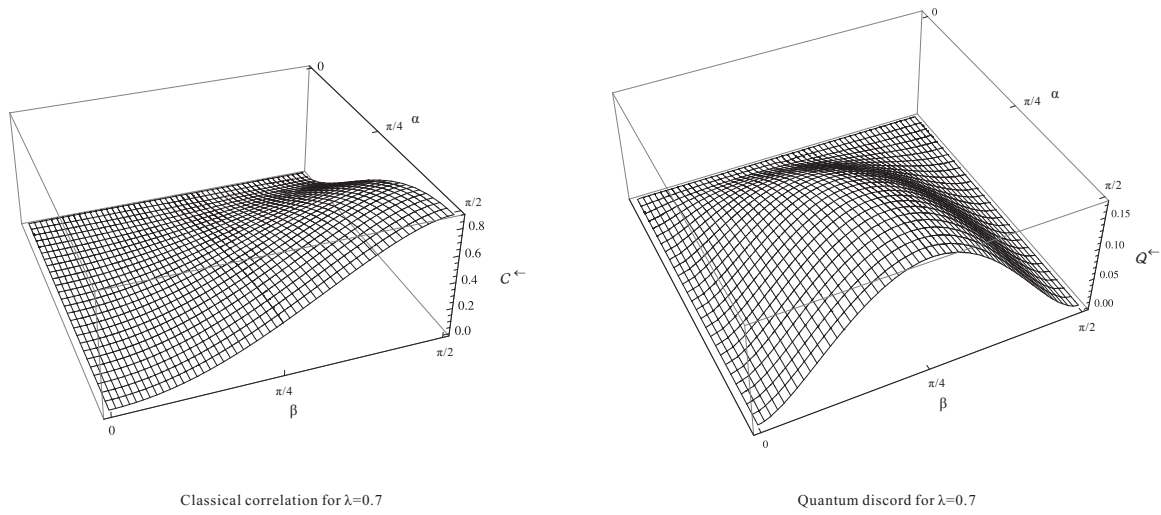 0
π/4
α
π/2
0.8
0.6
0.4
0.2
0.0
C←
π/2
π/4
β
0
Classical correlation for λ=0.7
0
π/4
α
π/2
0.15
0.10
0.05
0.00
Q←
π/2
π/4
β
0
Quantum discord for λ=0.7